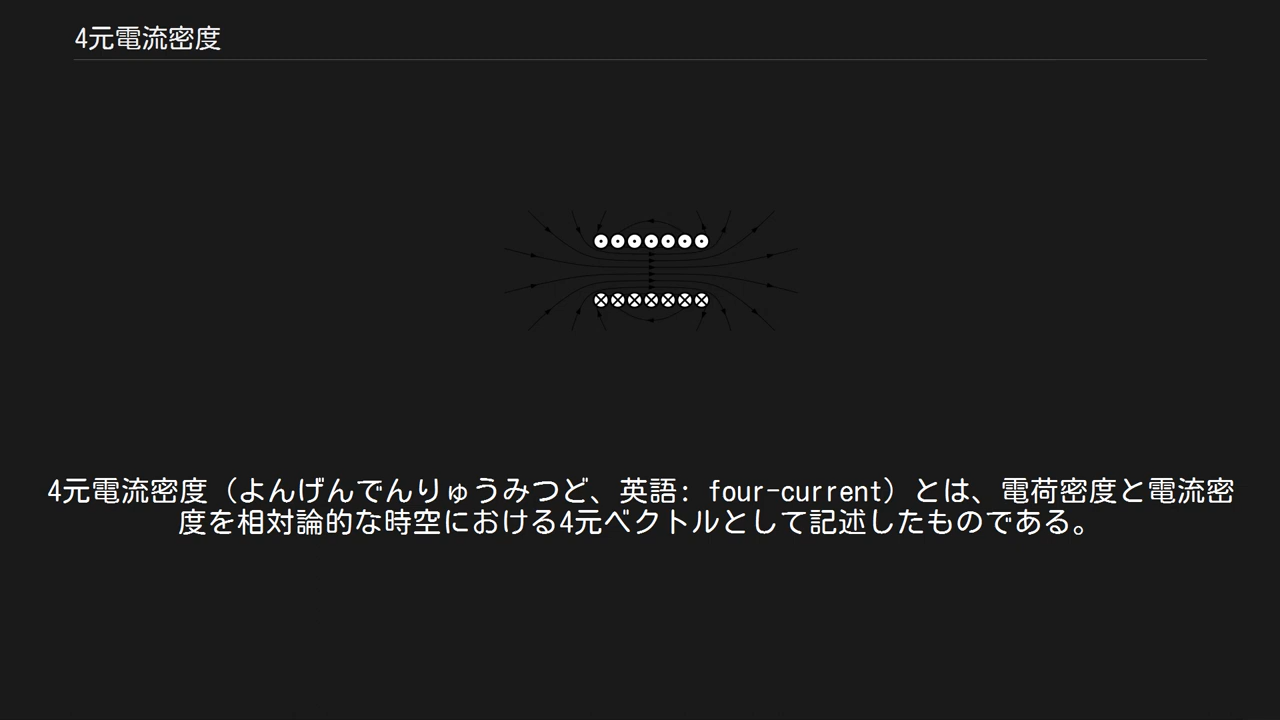 4元電流密度
4元電流密度（よんげんでんりゅうみつど、英語: four-current）とは、電荷密度と電流密
度を相対論的な時空における4元ベクトルとして記述したものである。